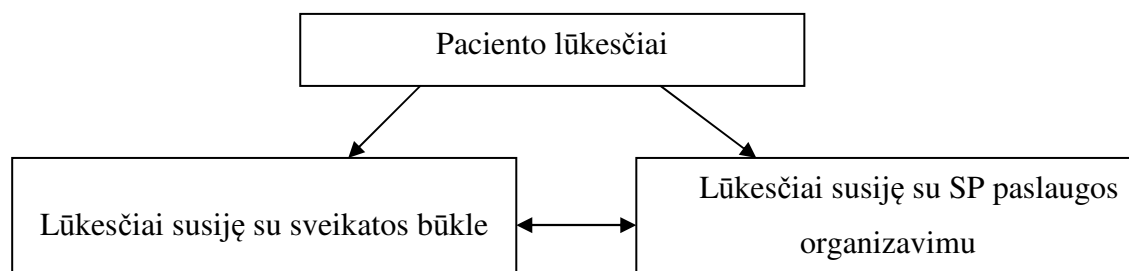 Paciento lūkesčiai
Lūkesčiai susiję su sveikatos būkle
Lūkesčiai susiję su SP paslaugos
organizavimu